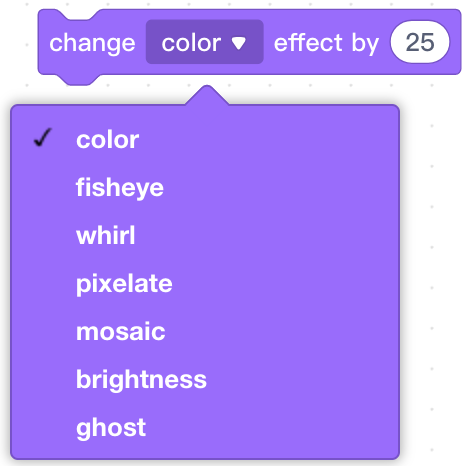 change color effect by 25
color
fisheye
whirl
pixelate
mosaic
brightness
ghost